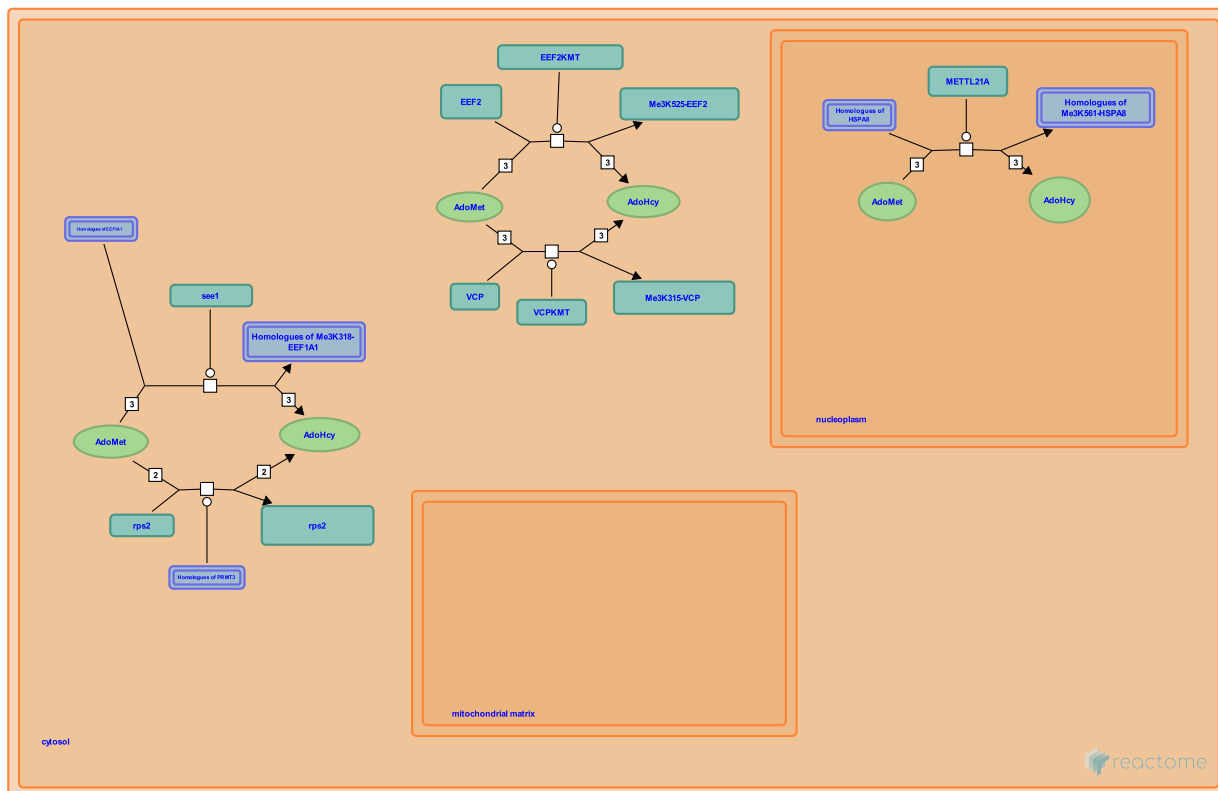 EEF2KMT
EEF2
Me3K525-EEF2
3
3
AdoMet
AdoHcy
3
3
VCP
VCPKMT
Me3K315-VCP
METTL21A
Homologues of
HSPA8
Homologues of
Me3K561-HSPA8
3
3
AdoMet
AdoHcy
nucleoplasm
Homologues of EEF1A1
see1
Homologues of Me3K318-
EEF1A1
3
3
AdoMet
AdoHcy
2
2
rps2
rps2
Homologues of PRMT3
mitochondrial matrix
cytosol
reactome